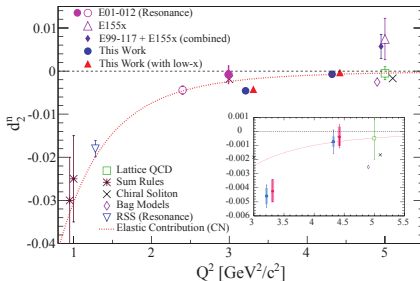 E01-012 (Resonance)
E155x
E99-117 + E155x (combined)
This Work
This Work (with low-x)
0.01
0
-0.01
-0.02
-0.03
-0.04
d₂ⁿ
Lattice QCD
Sum Rules
Chiral Soliton
Bag Models
RSS (Resonance)
Elastic Contribution (CN)
0.001
0
-0.001
-0.002
-0.003
-0.004
-0.005
-0.006
3 3.5 4 4.5 5 5.5
1 2 3 4 5
Q² [GeV²/c²]